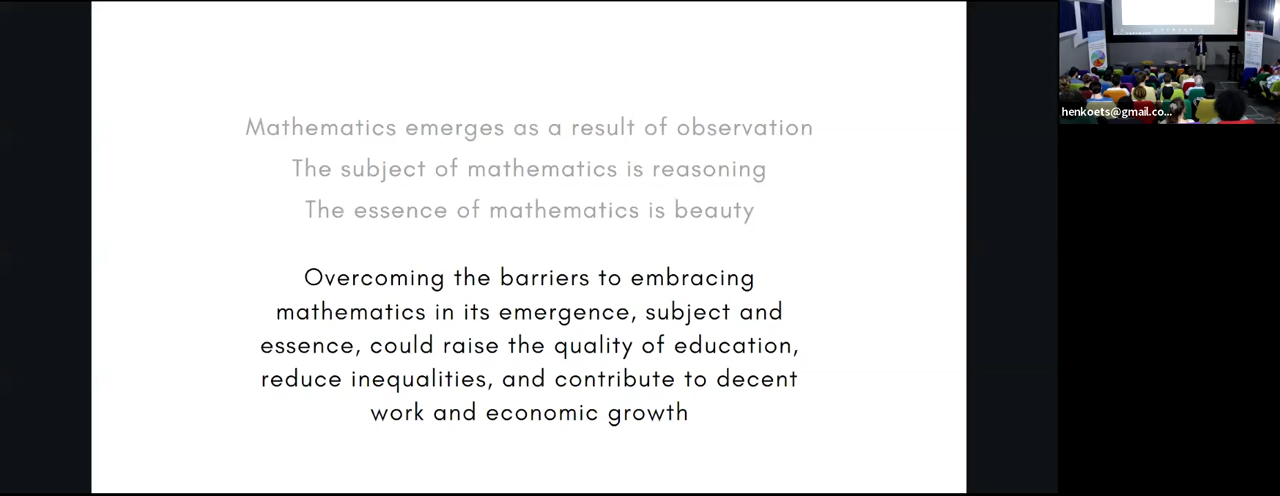 Mathematics emerges as a result of observation
The subject of mathematics is reasoning
The essence of mathematics is beauty
Overcoming the barriers to embracing
mathematics in its emergence, subject and
essence, could raise the quality of education,
reduce inequalities, and contribute to decent
work and economic growth
henkoets@gmail.co...